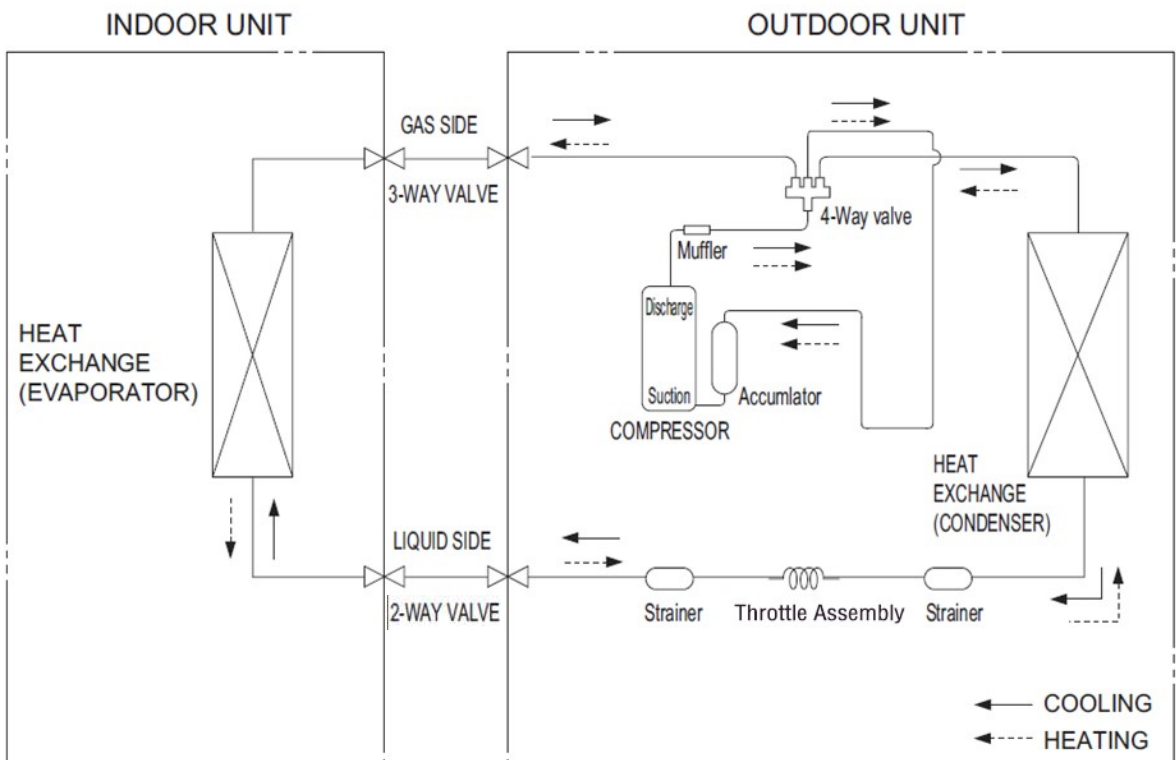 INDOOR UNIT
OUTDOOR UNIT
GAS SIDE
3-WAY VALVE
4-Way valve
Muffler
Discharge
Suction
Accumlator
COMPRESSOR
HEAT
EXCHANGE
(EVAPORATOR)
HEAT
EXCHANGE
(CONDENSER)
LIQUID SIDE
2-WAY VALVE
Strainer
Throttle Assembly
Strainer
COOLING
HEATING